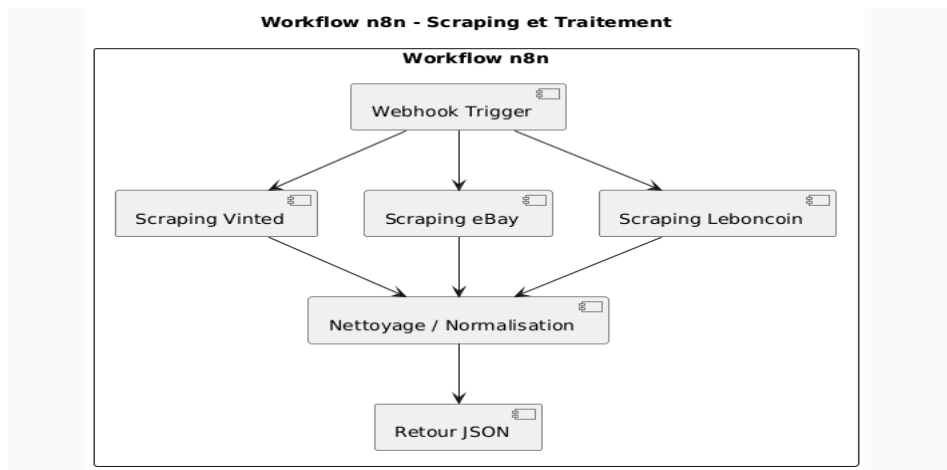 Workflow n8n - Scraping et Traitement
Workflow n8n
Webhook Trigger
Scraping Vinted
Scraping eBay
Scraping Leboncoin
Nettoyage / Normalisation
Retour JSON